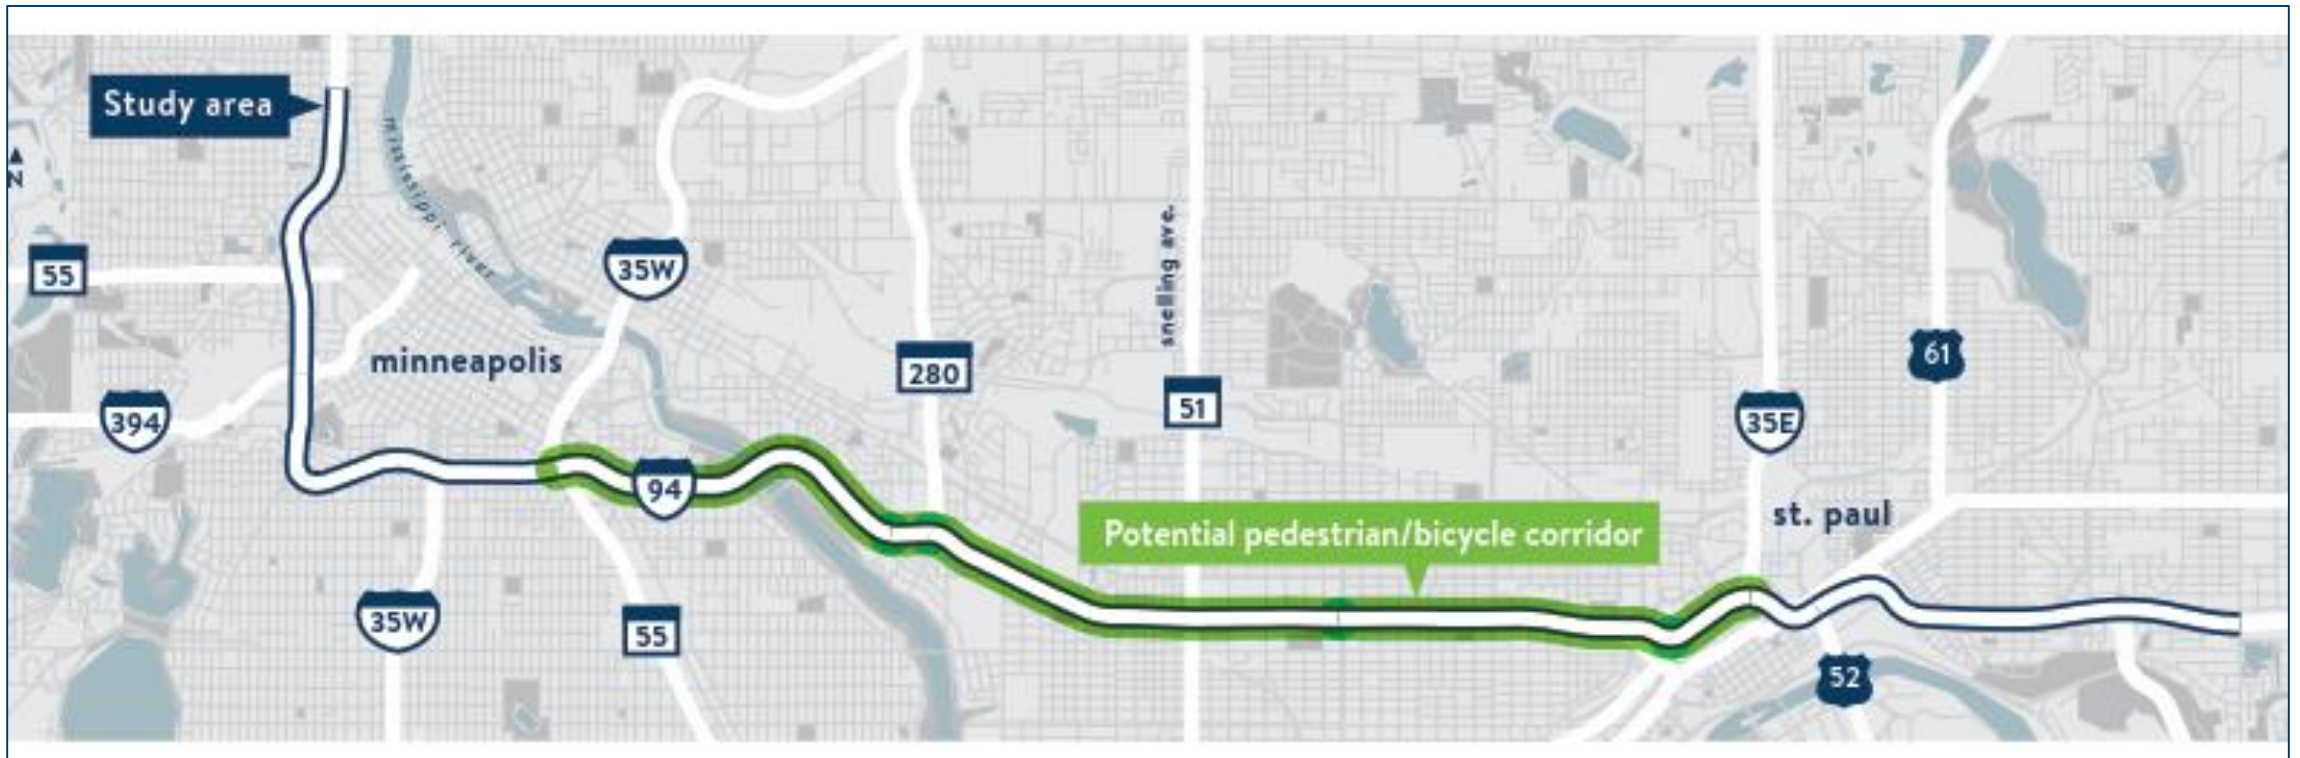 Study area
N
mississippi river
35W
55
snelling ave.
minneapolis
280
61
51
394
35E
94
st. paul
Potential pedestrian/bicycle corridor
35W
55
52